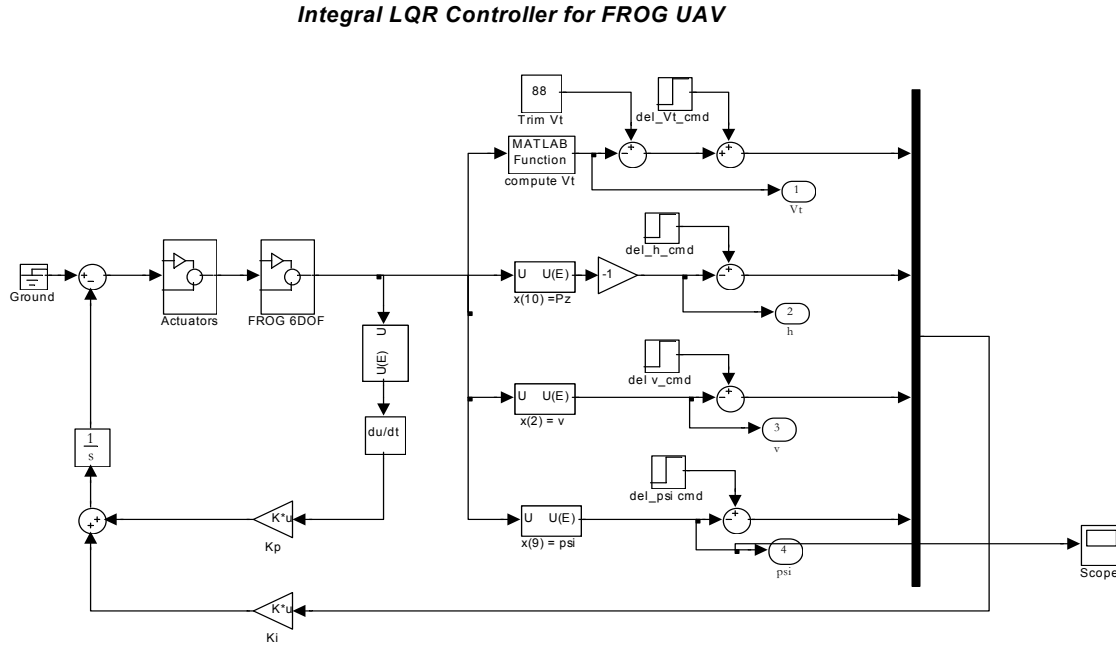 Integral LQR Controller for FROG UAV
88
Trim Vt
del_Vt_cmd
MATLAB
Function
compute Vt
1
Vt
del_h_cmd
Ground
Actuators
FROG 6DOF
U U(E)
x(10) =Pz
-1
2
h
U(E) U
del v_cmd
U U(E)
x(2) = v
3
v
du/dt
1
s
del_psi cmd
K*u
Kp
U U(E)
x(9) = psi
4
psi
Scope
K*u
Ki